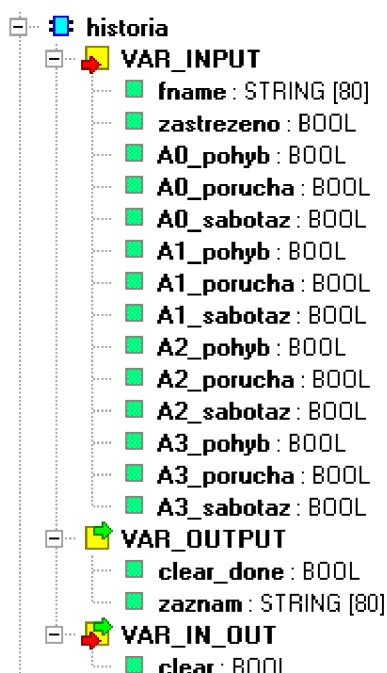 historia
VAR_INPUT
fname : STRING [80]
zastrezeno : BOOL
A0_pohyb : BOOL
A0_porucha : BOOL
A0_sabotaz : BOOL
A1_pohyb : BOOL
A1_porucha : BOOL
A1_sabotaz : BOOL
A2_pohyb : BOOL
A2_porucha : BOOL
A2_sabotaz : BOOL
A3_pohyb : BOOL
A3_porucha : BOOL
A3_sabotaz : BOOL
VAR_OUTPUT
clear_done : BOOL
zaznam : STRING [80]
VAR_IN_OUT
clear : BOOL